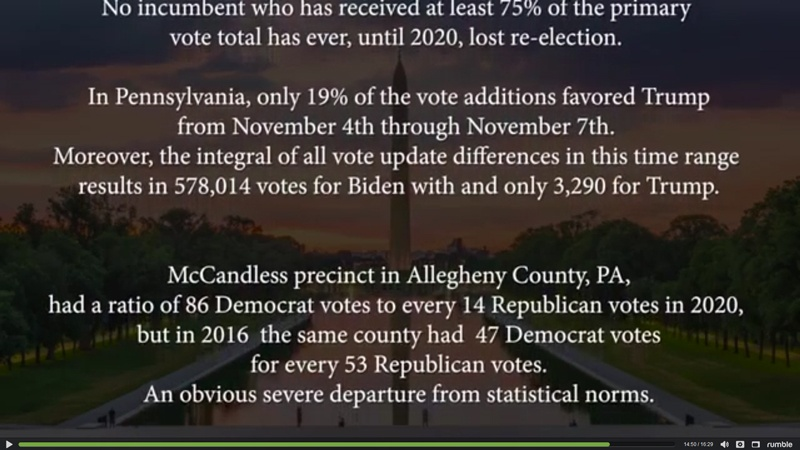 No incumbent who has received at least 75% of the primary
vote total has ever, until 2020, lost re-election.
In Pennsylvania, only 19% of the vote additions favored Trump
from November 4th through November 7th.
Moreover, the integral of all vote update differences in this time range
results in 578,014 votes for Biden with and only 3,290 for Trump.
McCandless precinct in Allegheny County, PA,
had a ratio of 86 Democrat votes to every 14 Republican votes in 2020,
but in 2016 the same county had 47 Democrat votes
for every 53 Republican votes.
An obvious severe departure from statistical norms.
14:50 / 16:29
rumble